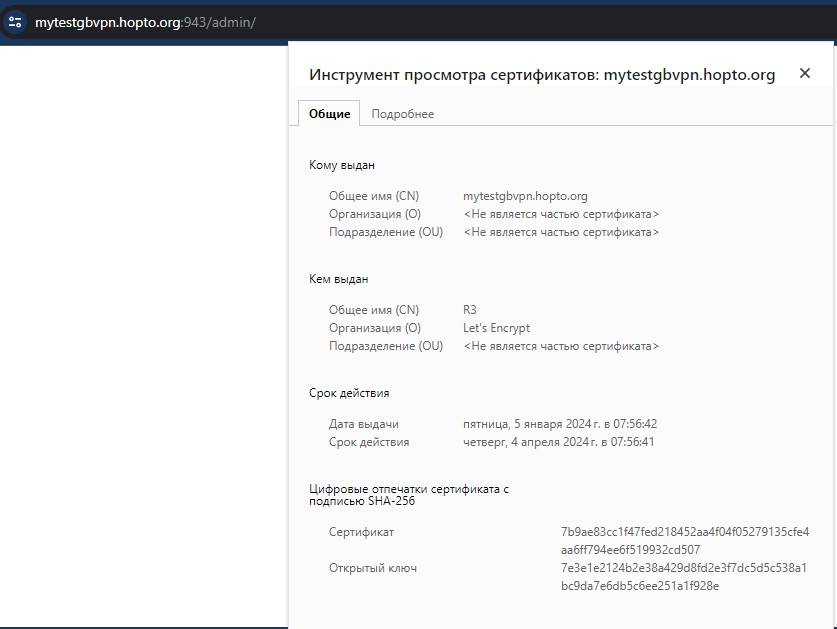 mytestgbvpn.hopto.org:943/admin/
Инструмент просмотра сертификатов: mytestgbvpn.hopto.org
Общие Подробнее
Кому выдан
Общее имя (CN) mytestgbvpn.hopto.org
Организация (O) <Не является частью сертификата>
Подразделение (OU) <Не является частью сертификата>
Кем выдан
Общее имя (CN) R3
Организация (O) Let's Encrypt
Подразделение (OU) <Не является частью сертификата>
Срок действия
Дата выдачи пятница, 5 января 2024 г. в 07:56:42
Срок действия четверг, 4 апреля 2024 г. в 07:56:41
Цифровые отпечатки сертификата с
подписью SHA-256
Сертификат 7b9ae83cc1f47fed218452aa4f04f05279135cfe4
aa6ff794ee6f519932cd507
Открытый ключ 7e3e1e2124b2e38a429d8fd2e3f7dc5d5c538a1
bc9da7e6db5c6ee251a1f928e